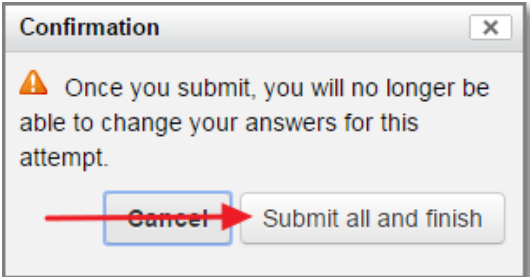 Confirmation
Once you submit, you will no longer be
able to change your answers for this
attempt.
Cancel Submit all and finish